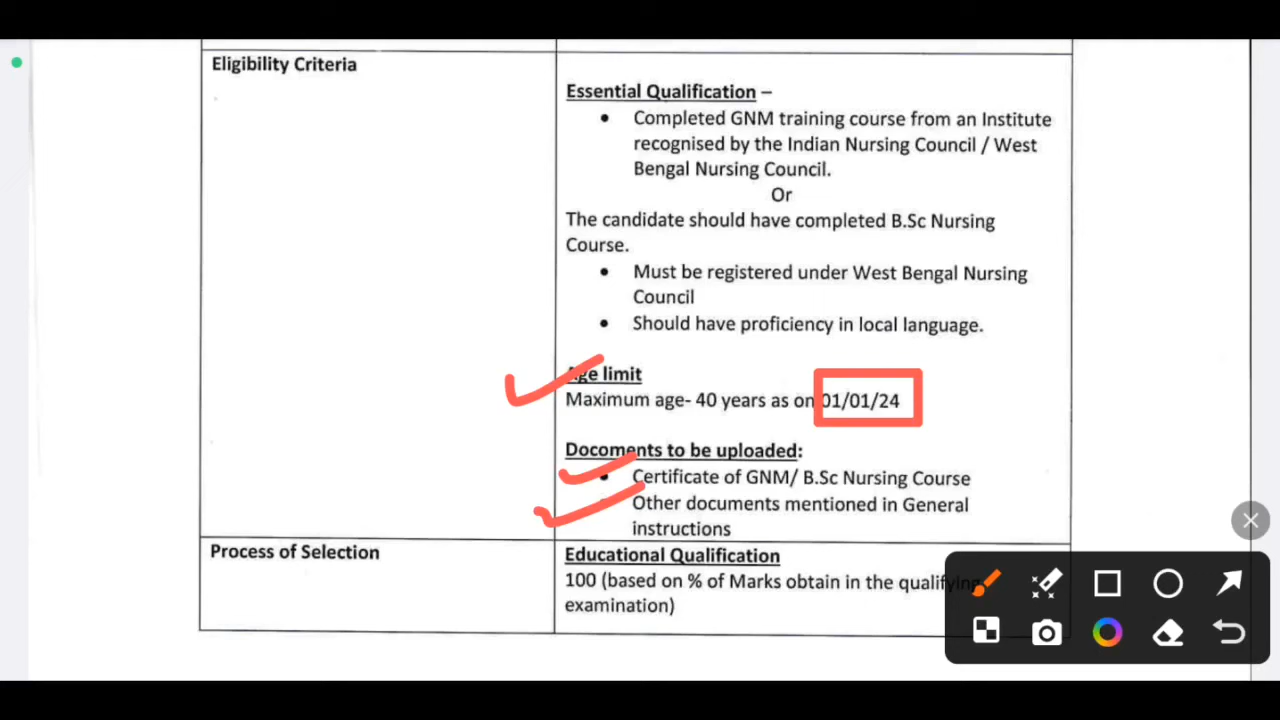 Eligibility Criteria
Essential Qualification –
• Completed GNM training course from an Institute
recognised by the Indian Nursing Council / West
Bengal Nursing Council.
Or
The candidate should have completed B.Sc Nursing
Course.
• Must be registered under West Bengal Nursing
Council
• Should have proficiency in local language.
Age limit
Maximum age- 40 years as on 01/01/24
Docoments to be uploaded:
• Certificate of GNM/ B.Sc Nursing Course
Other documents mentioned in General
instructions
Process of Selection
Educational Qualification
100 (based on % of Marks obtain in the qualifying
examination)